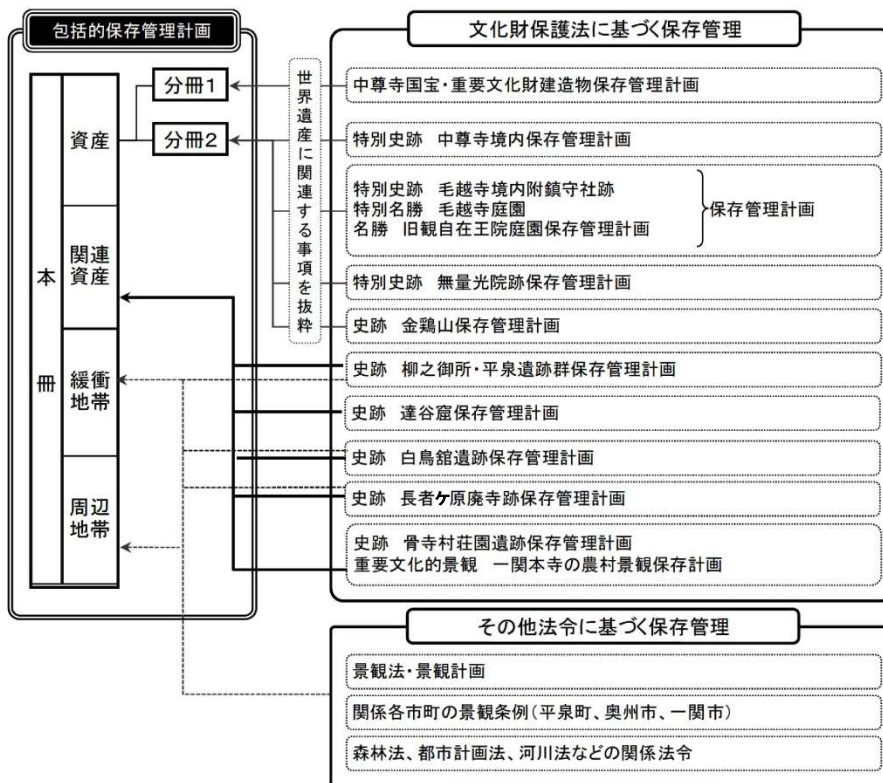 包括的保存管理計画
本冊
資産
関連
資産
緩衝
地帯
周辺
地帯
分冊1
分冊2
世界遺産に関連する事項を抜粋
文化財保護法に基づく保存管理
中尊寺国宝・重要文化財建造物保存管理計画
特別史跡 中尊寺境内保存管理計画
特別史跡 毛越寺境内附鎮守社跡
特別名勝 毛越寺庭園
名勝 旧観自在王院庭園保存管理計画
保存管理計画
特別史跡 無量光院跡保存管理計画
史跡 金鶏山保存管理計画
史跡 柳之御所・平泉遺跡群保存管理計画
史跡 達谷窟保存管理計画
史跡 白鳥舘遺跡保存管理計画
史跡 長者ケ原廃寺跡保存管理計画
史跡 骨寺村荘園遺跡保存管理計画
重要文化的景観 一関本寺の農村景観保存計画
その他法令に基づく保存管理
景観法・景観計画
関係各市町の景観条例(平泉町、奥州市、一関市)
森林法、都市計画法、河川法などの関係法令